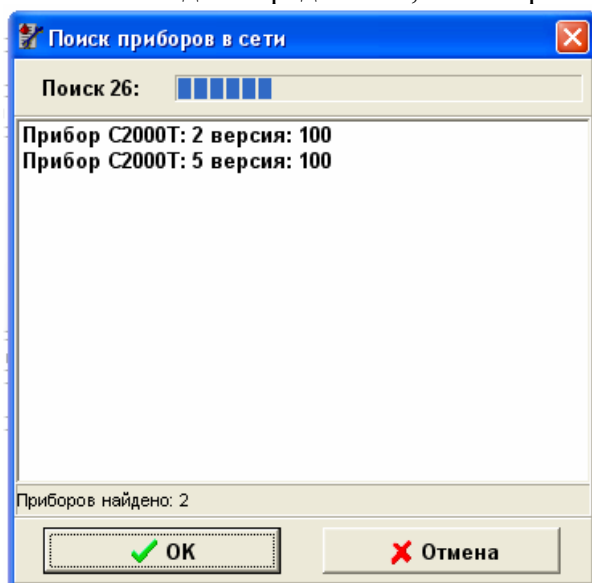 Поиск приборов в сети
Поиск 26:
Прибор С2000Т: 2 версия: 100
Прибор С2000Т: 5 версия: 100
Приборов найдено: 2
OK
Отмена